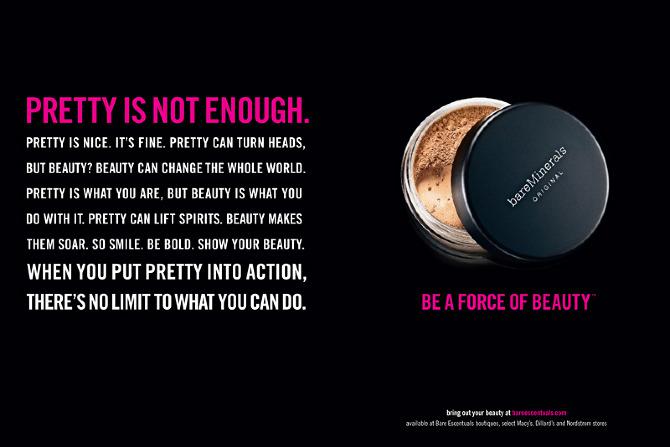 PRETTY IS NOT ENOUGH.
PRETTY IS NICE. IT'S FINE. PRETTY CAN TURN HEADS,
BUT BEAUTY? BEAUTY CAN CHANGE THE WHOLE WORLD.
PRETTY IS WHAT YOU ARE, BUT BEAUTY IS WHAT YOU
DO WITH IT. PRETTY CAN LIFT SPIRITS. BEAUTY MAKES
THEM SOAR. SO SMILE. BE BOLD. SHOW YOUR BEAUTY.
WHEN YOU PUT PRETTY INTO ACTION,
THERE'S NO LIMIT TO WHAT YOU CAN DO.
bareMinerals
ORIGINAL
BE A FORCE OF BEAUTY™
bring out your beauty at bareescentuals.com
available at Bare Escentuals boutiques, select Macy's, Dillard's and Nordstrom stores